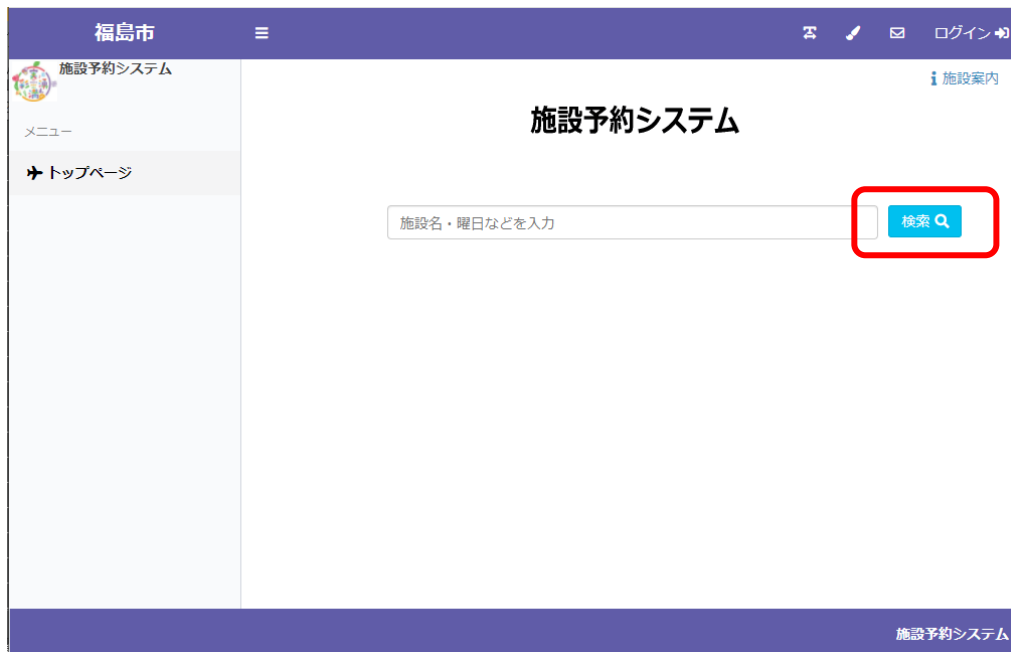 福島市
ログイン
施設予約システム
施設案内
メニュー
トップページ
施設予約システム
施設名・曜日などを入力
検索
施設予約システム